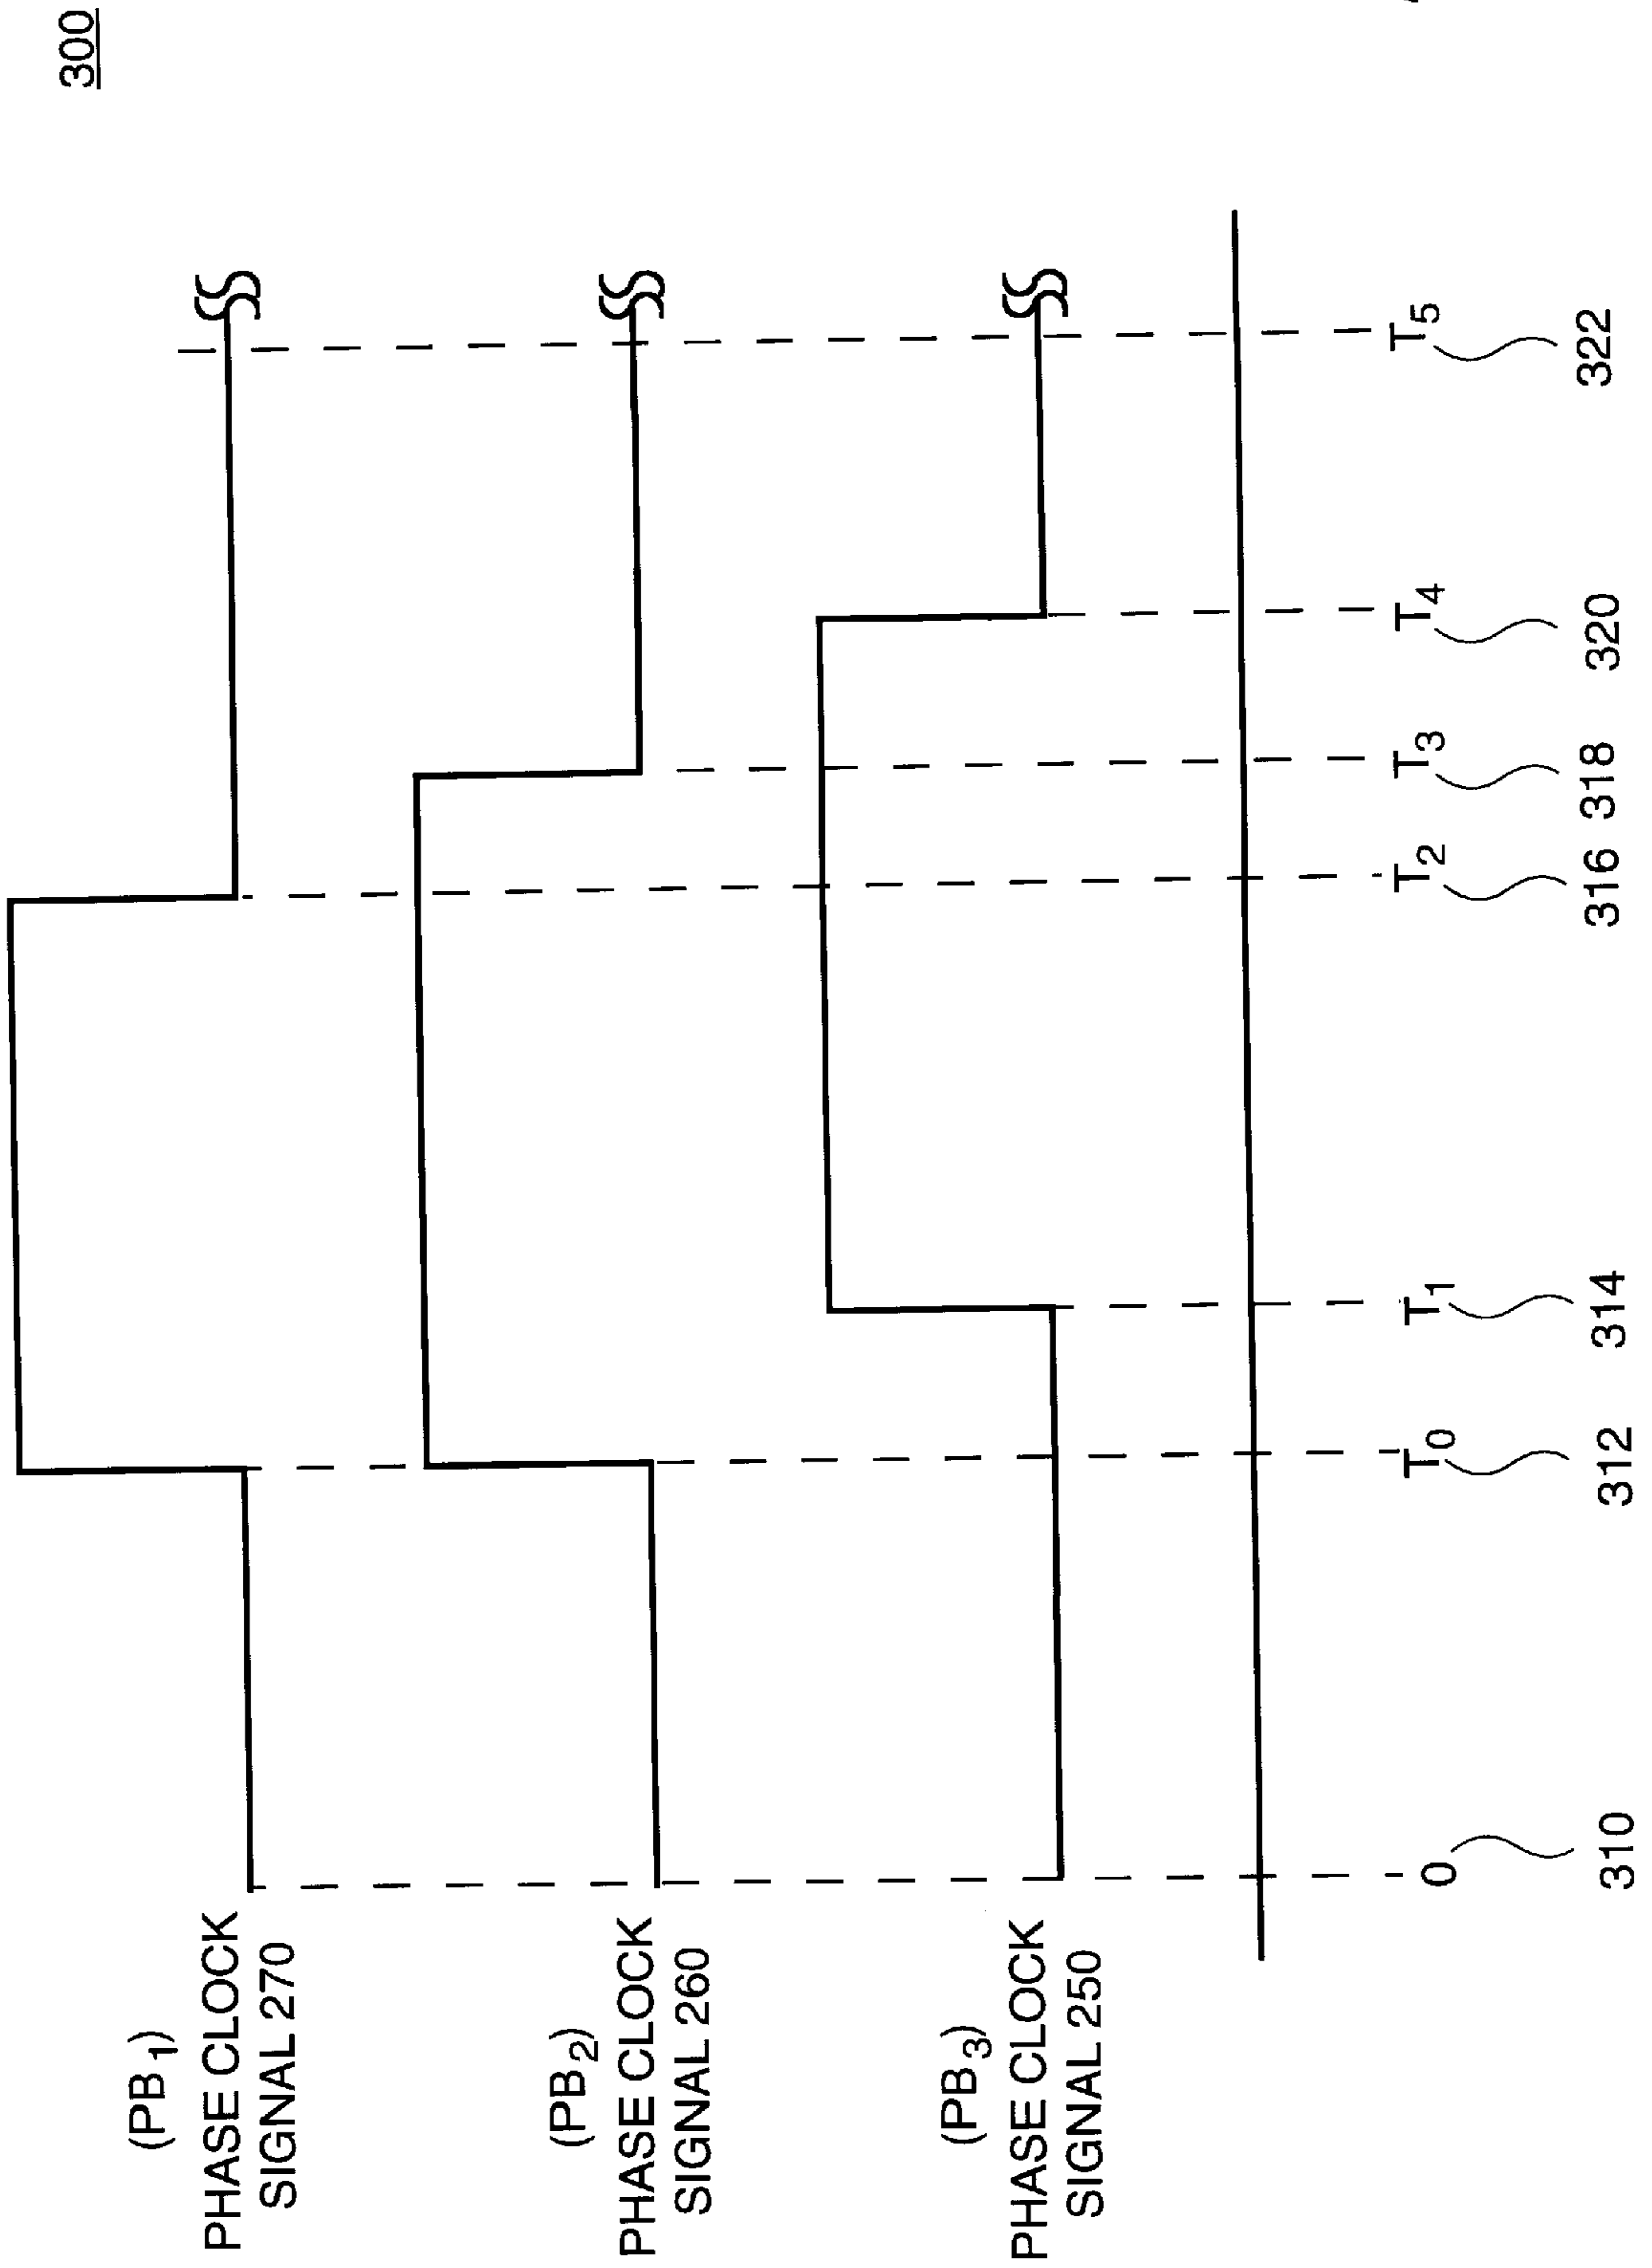 300
(PB1)
PHASE CLOCK
SIGNAL 270
(PB2)
PHASE CLOCK
SIGNAL 260
(PB3)
PHASE CLOCK
SIGNAL 250
0 T0 T1 T2 T3 T4 T5
310 312 314 316 318 320 322